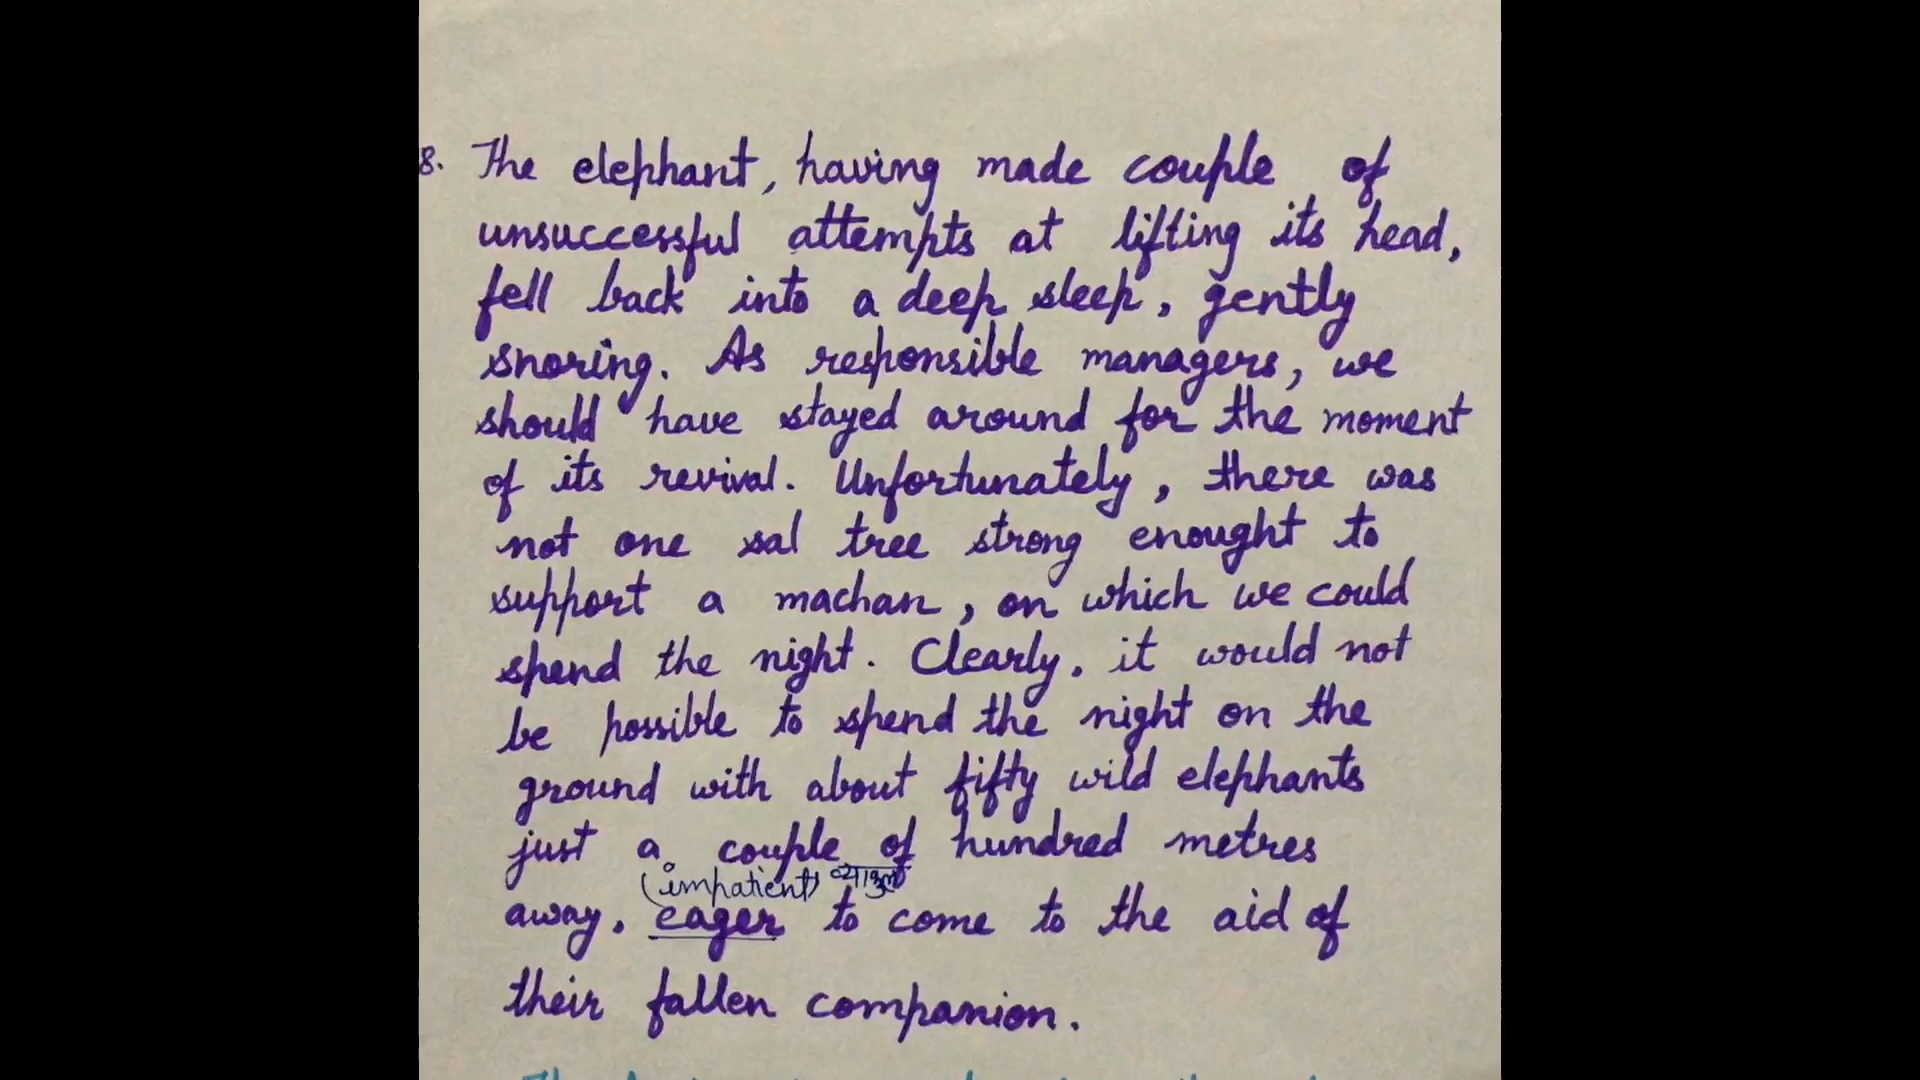 8. The elephant, having made couple of
unsuccessful attempts at lifting its head,
fell back into a deep sleep, gently
snoring. As responsible managers, we
should have stayed around for the moment
of its revival. Unfortunately, there was
not one sal tree strong enought to
support a machan, on which we could
spend the night. Clearly, it would not
be possible to spend the night on the
ground with about fifty wild elephants
just a couple of hundred metres
(impatient) व्याकुल
away, eager to come to the aid of
their fallen companion.